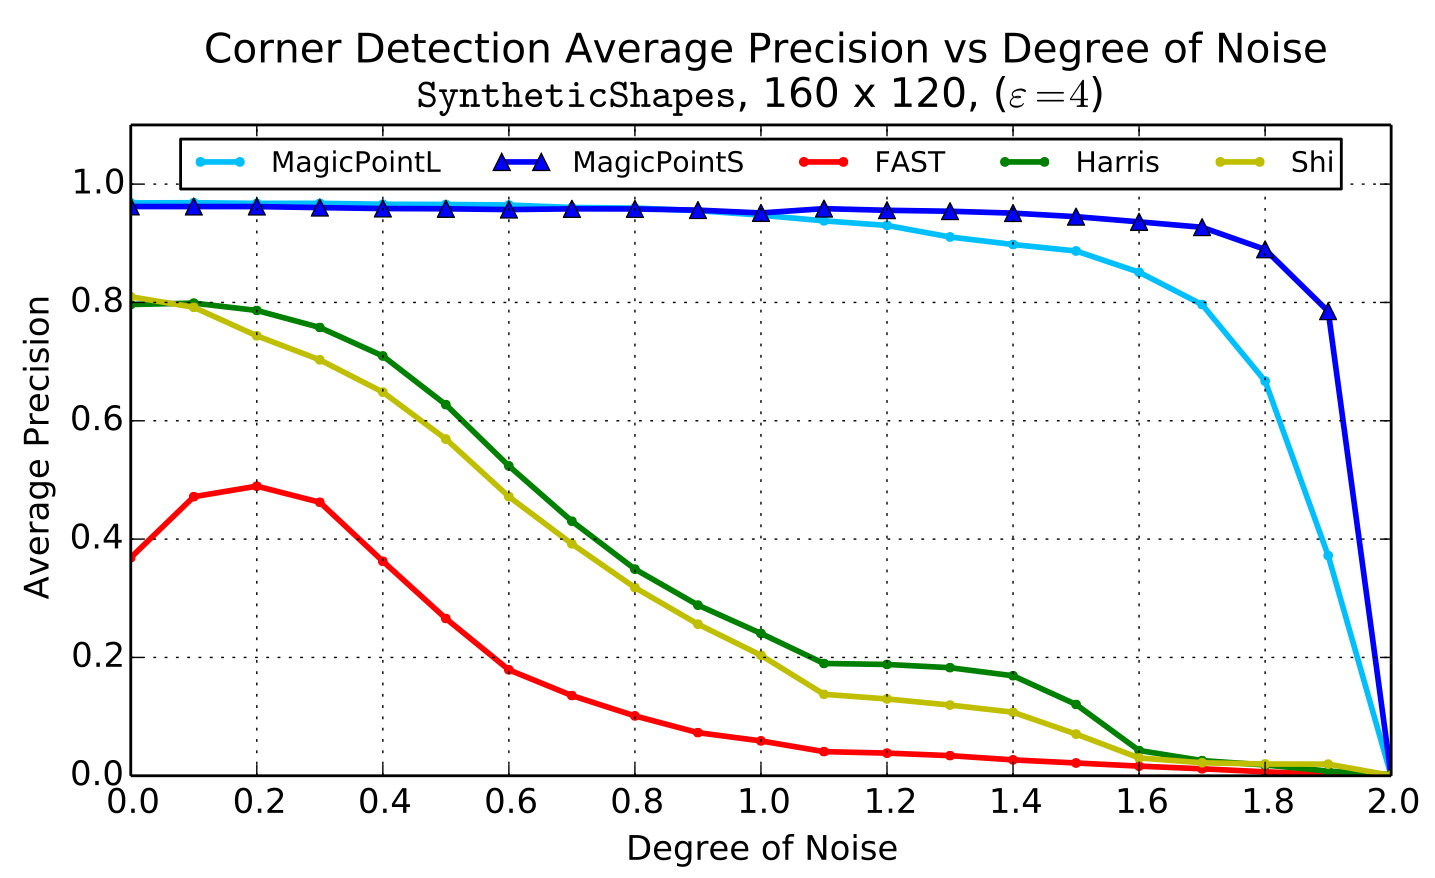 Corner Detection Average Precision vs Degree of Noise
SyntheticShapes, 160 x 120, (ε=4)
MagicPointL MagicPointS FAST Harris Shi
1.0
0.8
0.6
0.4
0.2
0.0
Average Precision
0.0 0.2 0.4 0.6 0.8 1.0 1.2 1.4 1.6 1.8 2.0
Degree of Noise